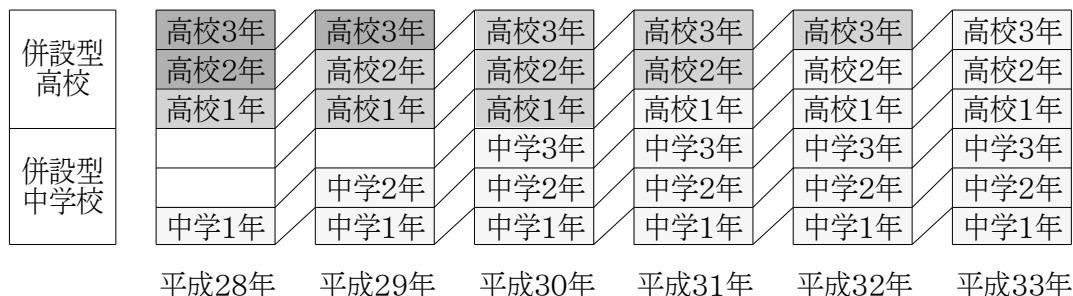 併設型
高校
高校3年 高校3年 高校3年 高校3年 高校3年 高校3年
高校2年 高校2年 高校2年 高校2年 高校2年 高校2年
高校1年 高校1年 高校1年 高校1年 高校1年 高校1年
併設型
中学校
中学3年 中学3年 中学3年 中学3年
中学2年 中学2年 中学2年 中学2年 中学2年
中学1年 中学1年 中学1年 中学1年 中学1年 中学1年
平成28年 平成29年 平成30年 平成31年 平成32年 平成33年